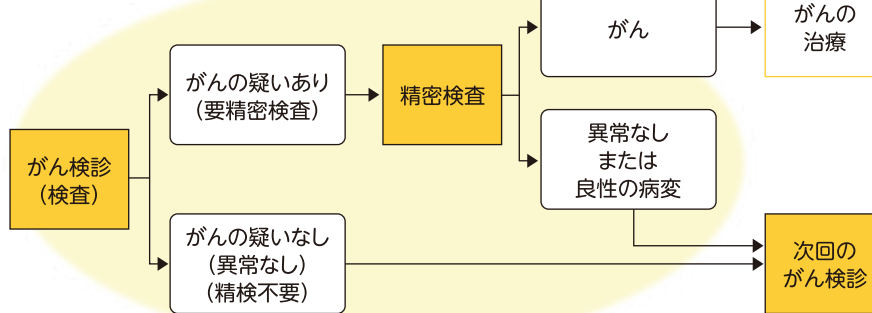 がん検診
（検査）
がんの疑いあり
（要精密検査）
がんの疑いなし
（異常なし）
（精検不要）
精密検査
がん
異常なし
または
良性の病変
がんの
治療
次回の
がん検診